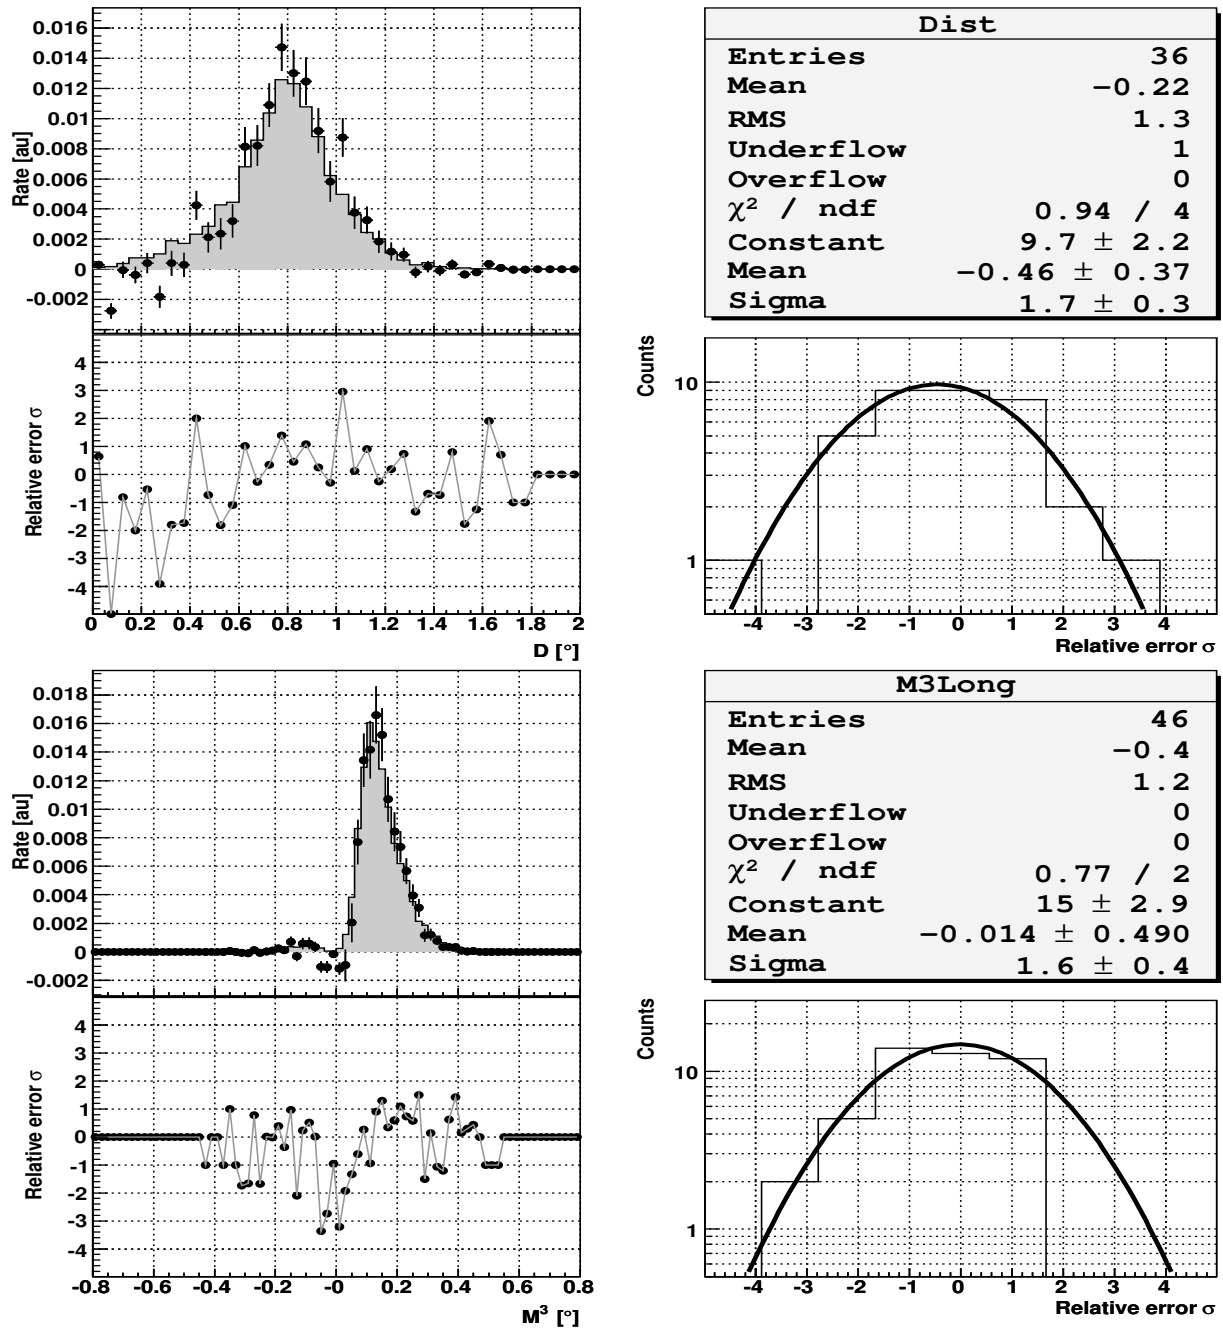 0.016
0.014
0.012
0.01
0.008
0.006
0.004
0.002
0
-0.002
Rate [au]
4
3
2
1
0
-1
-2
-3
-4
Relative error σ
0 0.2 0.4 0.6 0.8 1 1.2 1.4 1.6 1.8 2
D [°]
Dist
Entries 36
Mean −0.22
RMS 1.3
Underflow 1
Overflow 0
χ² / ndf 0.94 / 4
Constant 9.7 ± 2.2
Mean −0.46 ± 0.37
Sigma 1.7 ± 0.3
Counts
10
1
-4 -3 -2 -1 0 1 2 3 4
Relative error σ
0.018
0.016
0.014
0.012
0.01
0.008
0.006
0.004
0.002
0
-0.002
Rate [au]
4
3
2
1
0
-1
-2
-3
-4
Relative error σ
-0.8 -0.6 -0.4 -0.2 -0 0.2 0.4 0.6 0.8
M³ [°]
M3Long
Entries 46
Mean −0.4
RMS 1.2
Underflow 0
Overflow 0
χ² / ndf 0.77 / 2
Constant 15 ± 2.9
Mean −0.014 ± 0.490
Sigma 1.6 ± 0.4
Counts
10
1
-4 -3 -2 -1 0 1 2 3 4
Relative error σ